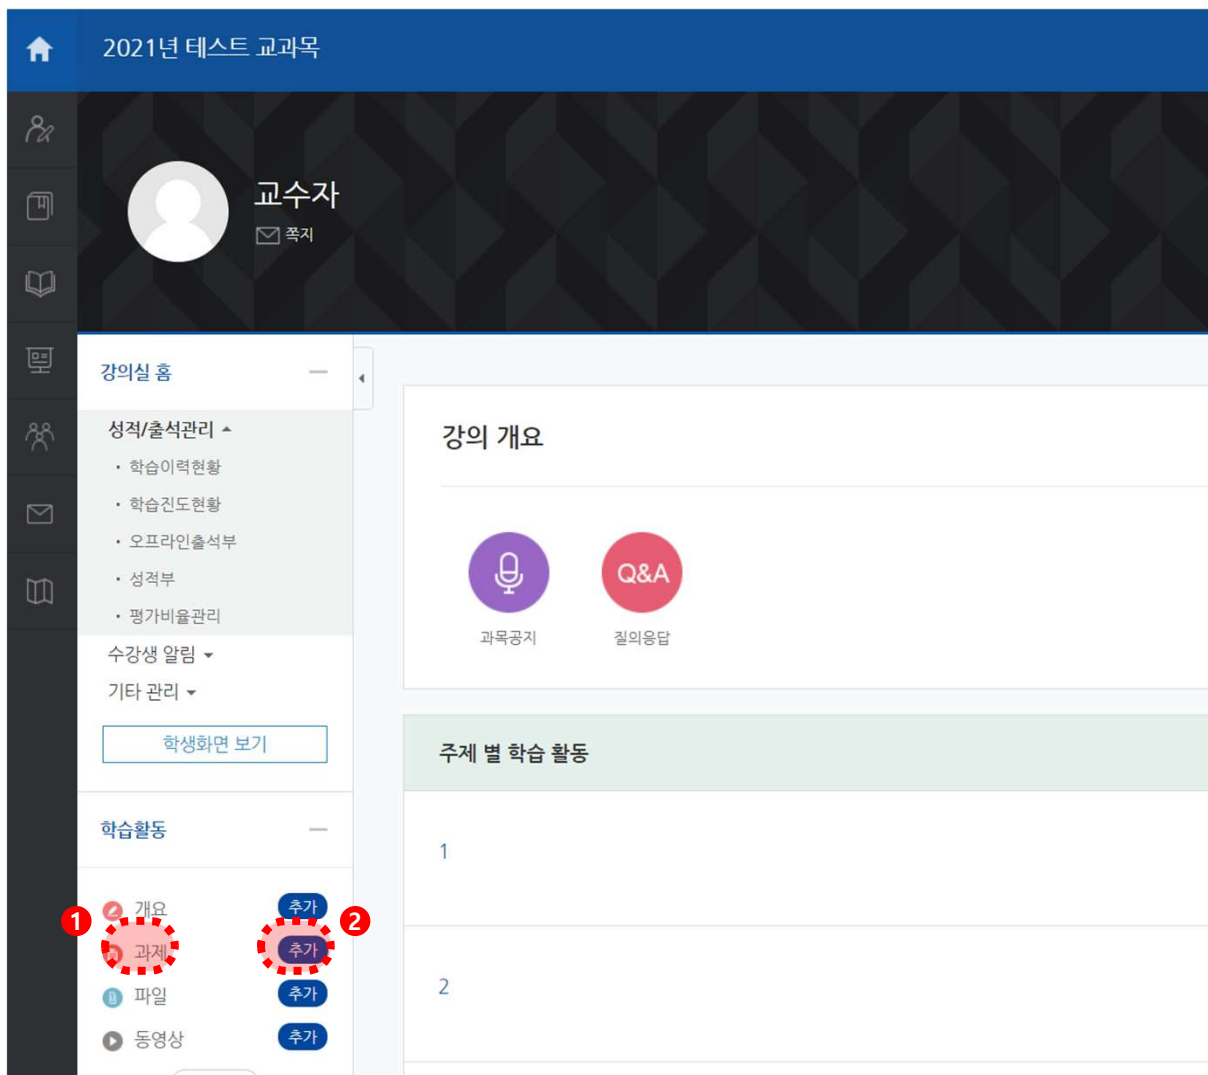 2021년 테스트 교과목
교수자
쪽지
강의실 홈
성적/출석관리
학습이력현황
학습진도현황
오프라인출석부
성적부
평가비율관리
수강생 알림
기타 관리
학생화면 보기
학습활동
개요 추가
1 2
과제 추가
파일 추가
동영상 추가
강의 개요
Q&A
과목공지 질의응답
주제 별 학습 활동
1
2